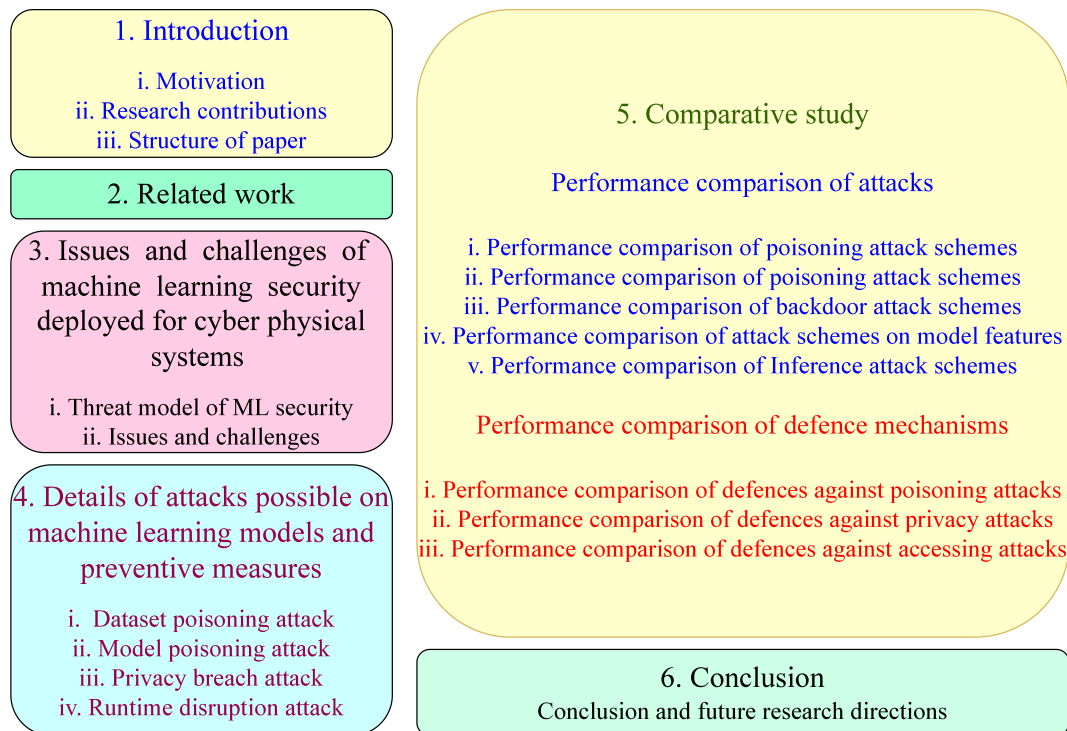 1. Introduction
i. Motivation
ii. Research contributions
iii. Structure of paper
2. Related work
3. Issues and challenges of
machine learning security
deployed for cyber physical
systems
i. Threat model of ML security
ii. Issues and challenges
4. Details of attacks possible on
machine learning models and
preventive measures
i. Dataset poisoning attack
ii. Model poisoning attack
iii. Privacy breach attack
iv. Runtime disruption attack
5. Comparative study
Performance comparison of attacks
i. Performance comparison of poisoning attack schemes
ii. Performance comparison of poisoning attack schemes
iii. Performance comparison of backdoor attack schemes
iv. Performance comparison of attack schemes on model features
v. Performance comparison of Inference attack schemes
Performance comparison of defence mechanisms
i. Performance comparison of defences against poisoning attacks
ii. Performance comparison of defences against privacy attacks
iii. Performance comparison of defences against accessing attacks
6. Conclusion
Conclusion and future research directions